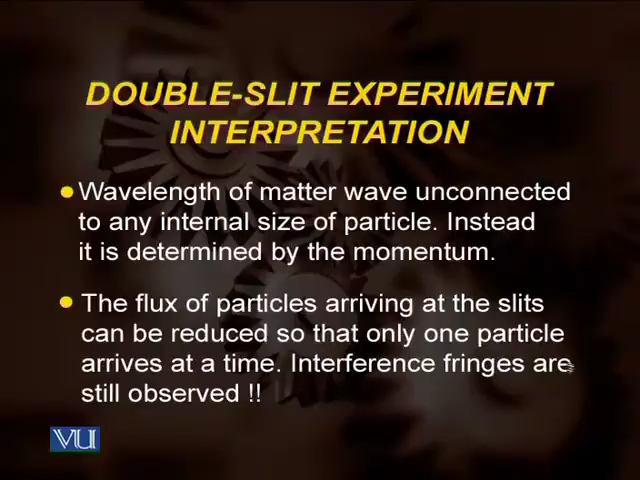 DOUBLE-SLIT EXPERIMENT
INTERPRETATION
Wavelength of matter wave unconnected
to any internal size of particle. Instead
it is determined by the momentum.
The flux of particles arriving at the slits
can be reduced so that only one particle
arrives at a time. Interference fringes are
still observed !!
VU